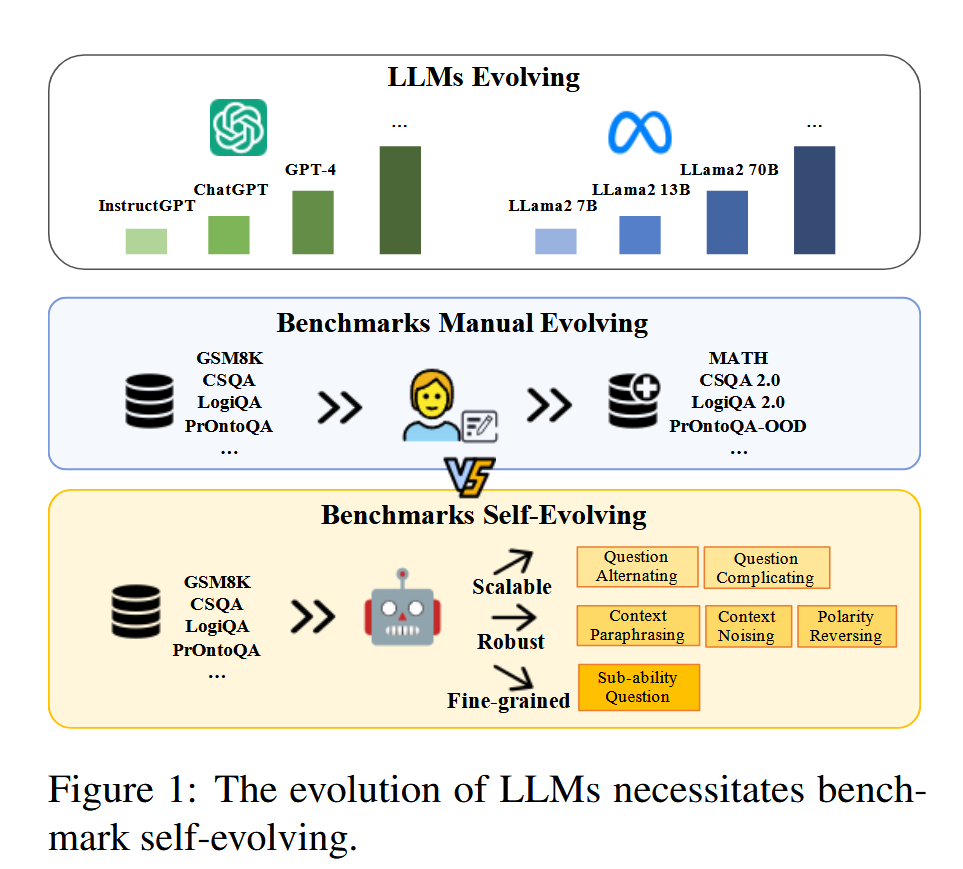 LLMs Evolving
...
...
GPT-4
LLama2 70B
ChatGPT
LLama2 13B
InstructGPT
LLama2 7B
Benchmarks Manual Evolving
GSM8K
CSQA
LogiQA
PrOntoQA
...
MATH
CSQA 2.0
LogiQA 2.0
PrOntoQA-OOD
...
VS
Benchmarks Self-Evolving
GSM8K
CSQA
LogiQA
PrOntoQA
...
Scalable
Question
Alternating
Question
Complicating
Robust
Context
Paraphrasing
Context
Noising
Polarity
Reversing
Fine-grained
Sub-ability
Question
Figure 1: The evolution of LLMs necessitates bench-
mark self-evolving.